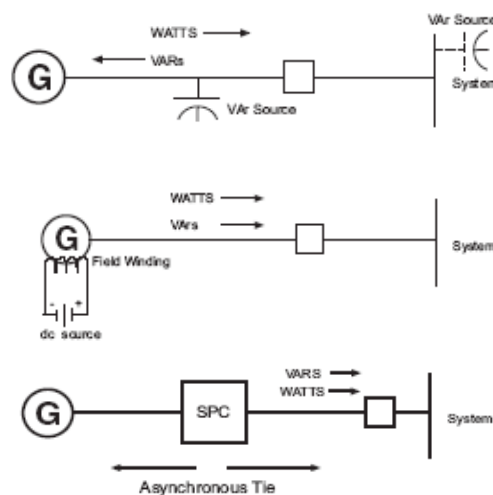 WATTS
VAr Source
VARs
G
System
VAr Source
WATTS
VArs
G
Field Winding
System
- +
dc source
VARS
WATTS
G
SPC
System
Asynchronous Tie